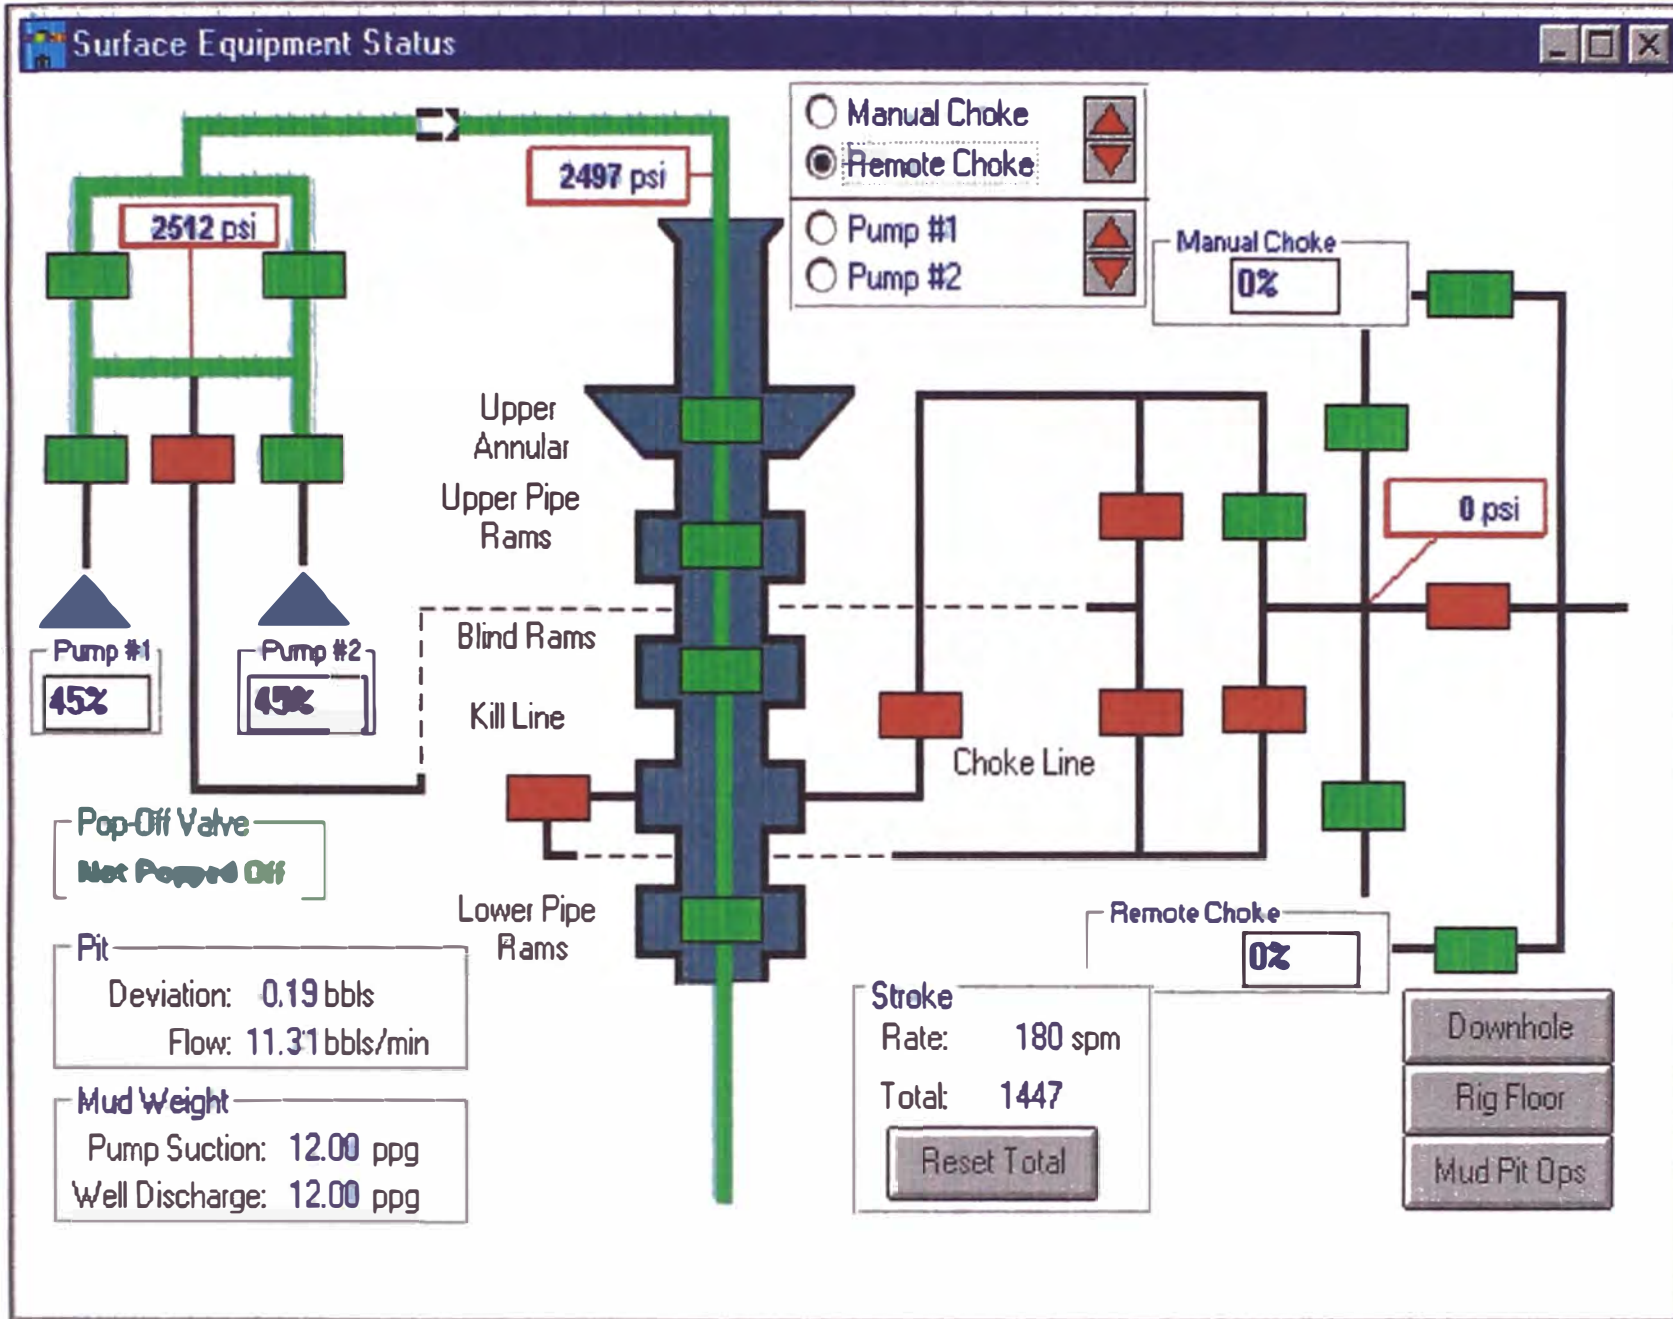 Surface Equipment Status
Manual Choke
Remote Choke
2497 psi
2512 psi
Pump #1
Pump #2
Manual Choke
0%
Upper
Annular
Upper Pipe
Rams
0 psi
Blind Rams
Pump #1
45%
Pump #2
45%
Kill Line
Choke Line
Pop-Off Valve
Not Popped Off
Lower Pipe
Rams
Remote Choke
0%
Pit
Deviation: 0.19 bbls
Flow: 11.31 bbls/min
Stroke
Rate: 180 spm
Total: 1447
Reset Total
Downhole
Rig Floor
Mud Pit Ops
Mud Weight
Pump Suction: 12.00 ppg
Well Discharge: 12.00 ppg